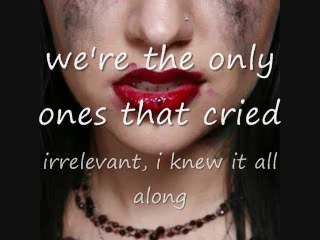 we're the only
ones that cried
irrelevant, i knew it all
along